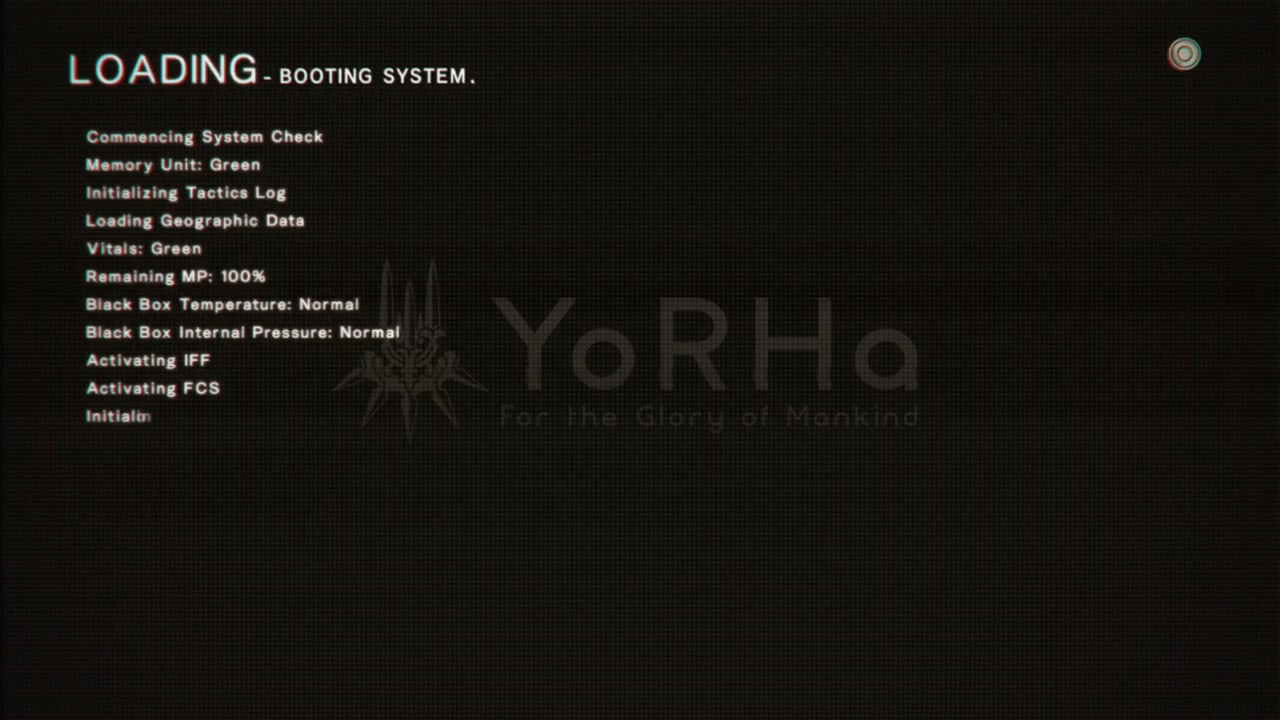 LOADING - BOOTING SYSTEM.
Commencing System Check
Memory Unit: Green
Initializing Tactics Log
Loading Geographic Data
Vitals: Green
Remaining MP: 100%
Black Box Temperature: Normal
Black Box Internal Pressure: Normal
Activating IFF
Activating FCS
YoRHa
For the Glory of Mankind